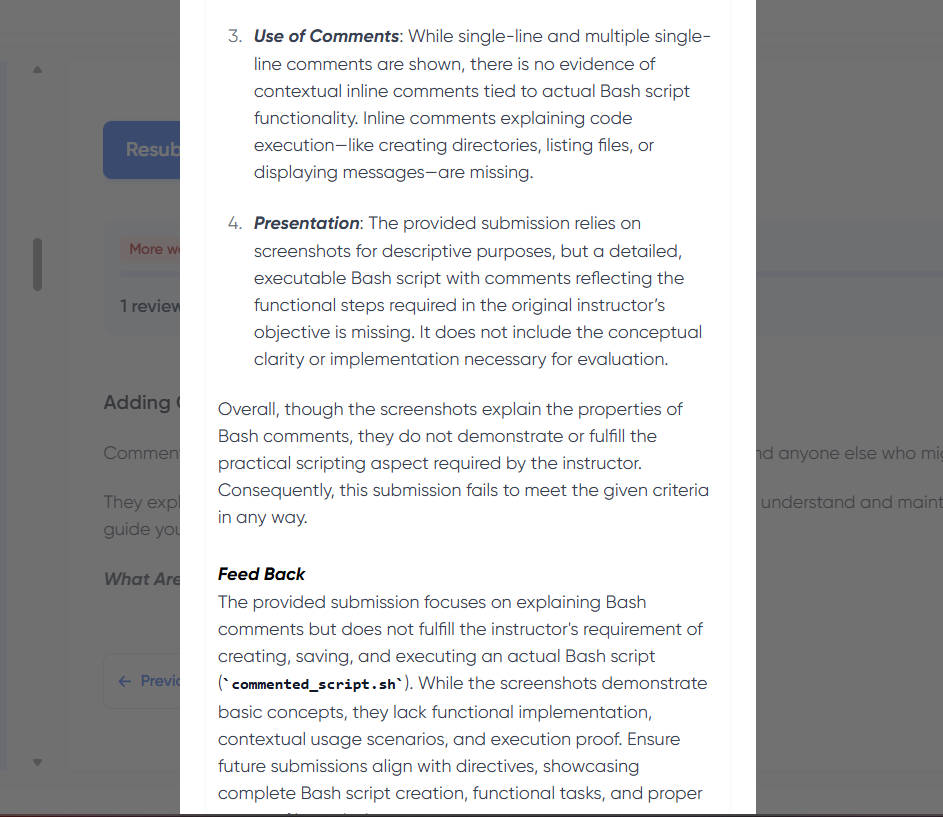 3. Use of Comments: While single-line and multiple single-
line comments are shown, there is no evidence of
contextual inline comments tied to actual Bash script
functionality. Inline comments explaining code
execution—like creating directories, listing files, or
displaying messages—are missing.
4. Presentation: The provided submission relies on
screenshots for descriptive purposes, but a detailed,
executable Bash script with comments reflecting the
functional steps required in the original instructor's
objective is missing. It does not include the conceptual
clarity or implementation necessary for evaluation.
Overall, though the screenshots explain the properties of
Bash comments, they do not demonstrate or fulfill the
practical scripting aspect required by the instructor.
Consequently, this submission fails to meet the given criteria
in any way.
Feed Back
The provided submission focuses on explaining Bash
comments but does not fulfill the instructor's requirement of
creating, saving, and executing an actual Bash script
(`commented_script.sh`). While the screenshots demonstrate
basic concepts, they lack functional implementation,
contextual usage scenarios, and execution proof. Ensure
future submissions align with directives, showcasing
complete Bash script creation, functional tasks, and proper
Resub
More w
1 review
Adding
Commen
nd anyone else who mi
They expl
understand and maint
guide you
What Are
← Previ